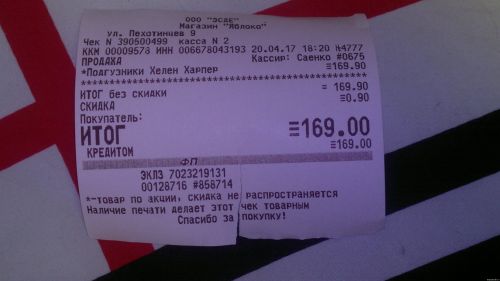 ООО "ЭСДЕ"
Магазин "Яблоко"
Ул. Пехотинцев 9
Чек N 390500499 касса N 2
ККМ 00009578 ИНН 006678043193 20.04.17 18:20 №4777
ПРОДАЖА Кассир: Саенко #0675
*Подгузники Хелен Харпер ≡169.90
ИТОГ без скидки = 169.90
СКИДКА ≡0.90
Покупатель:
ИТОГ ≡169.00
КРЕДИТОМ ≡169.00
ФП
ЭКЛЗ 7023219131
00128716 #858714
*-товар по акции, скидка не распространяется
Наличие печати делает этот чек товарным
Спасибо за покупку!